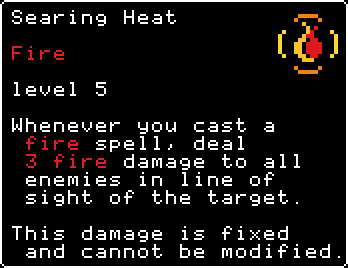 Searing Heat
Fire
level 5
Whenever you cast a
fire spell, deal
3 fire damage to all
enemies in line of
sight of the target.
This damage is fixed
and cannot be modified.